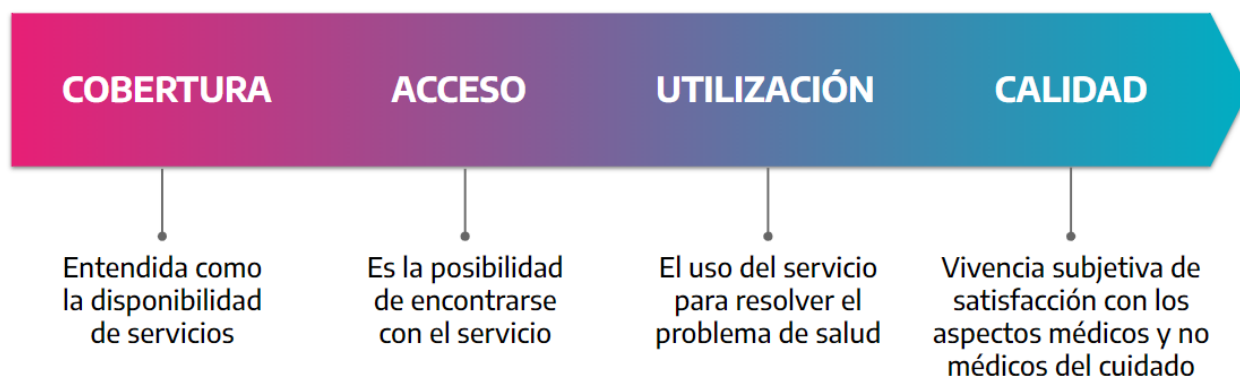 COBERTURA
ACCESO
UTILIZACIÓN
CALIDAD
Entendida como
la disponibilidad
de servicios
Es la posibilidad
de encontrarse
con el servicio
El uso del servicio
para resolver el
problema de salud
Vivencia subjetiva de
satisfacción con los
aspectos médicos y no
médicos del cuidado